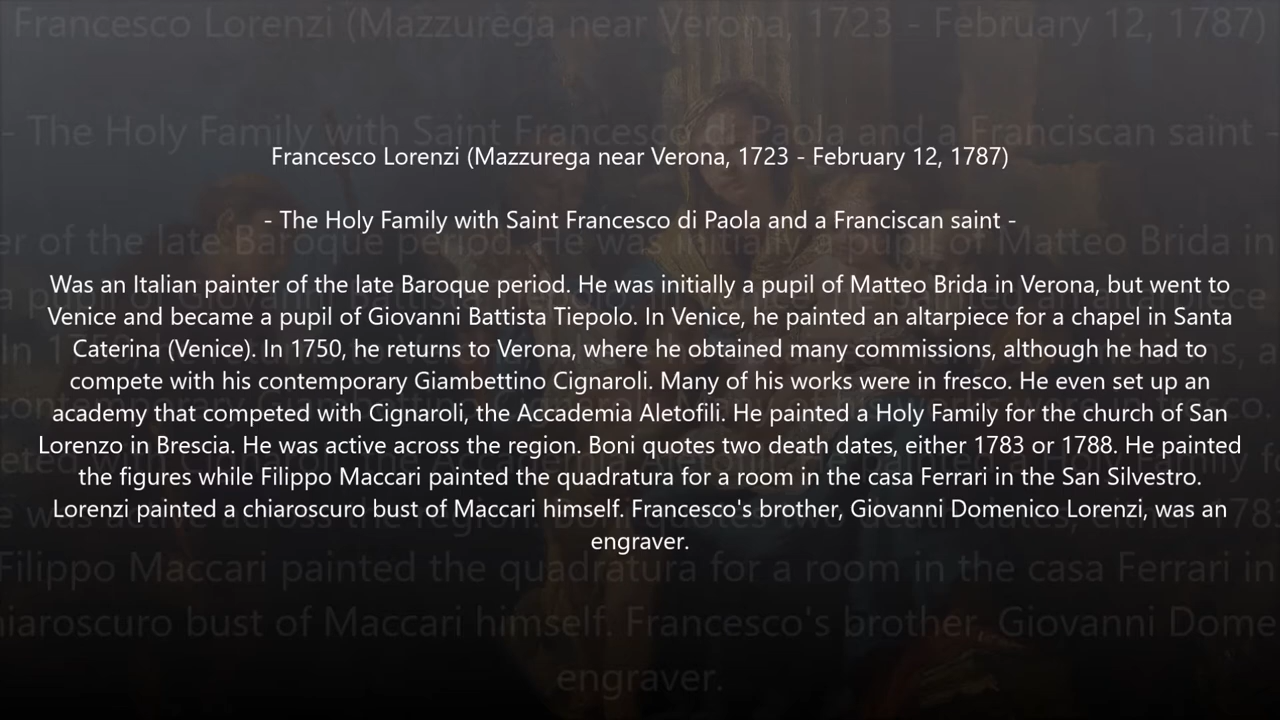 Francesco Lorenzi (Mazzurega near Verona, 1723 - February 12, 1787)
- The Holy Family with Saint Francesco di Paola and a Franciscan saint -
Was an Italian painter of the late Baroque period. He was initially a pupil of Matteo Brida in Verona, but went to
Venice and became a pupil of Giovanni Battista Tiepolo. In Venice, he painted an altarpiece for a chapel in Santa
Caterina (Venice). In 1750, he returns to Verona, where he obtained many commissions, although he had to
compete with his contemporary Giambettino Cignaroli. Many of his works were in fresco. He even set up an
academy that competed with Cignaroli, the Accademia Aletofili. He painted a Holy Family for the church of San
Lorenzo in Brescia. He was active across the region. Boni quotes two death dates, either 1783 or 1788. He painted
the figures while Filippo Maccari painted the quadratura for a room in the casa Ferrari in the San Silvestro.
Lorenzi painted a chiaroscuro bust of Maccari himself. Francesco's brother, Giovanni Domenico Lorenzi, was an
engraver.